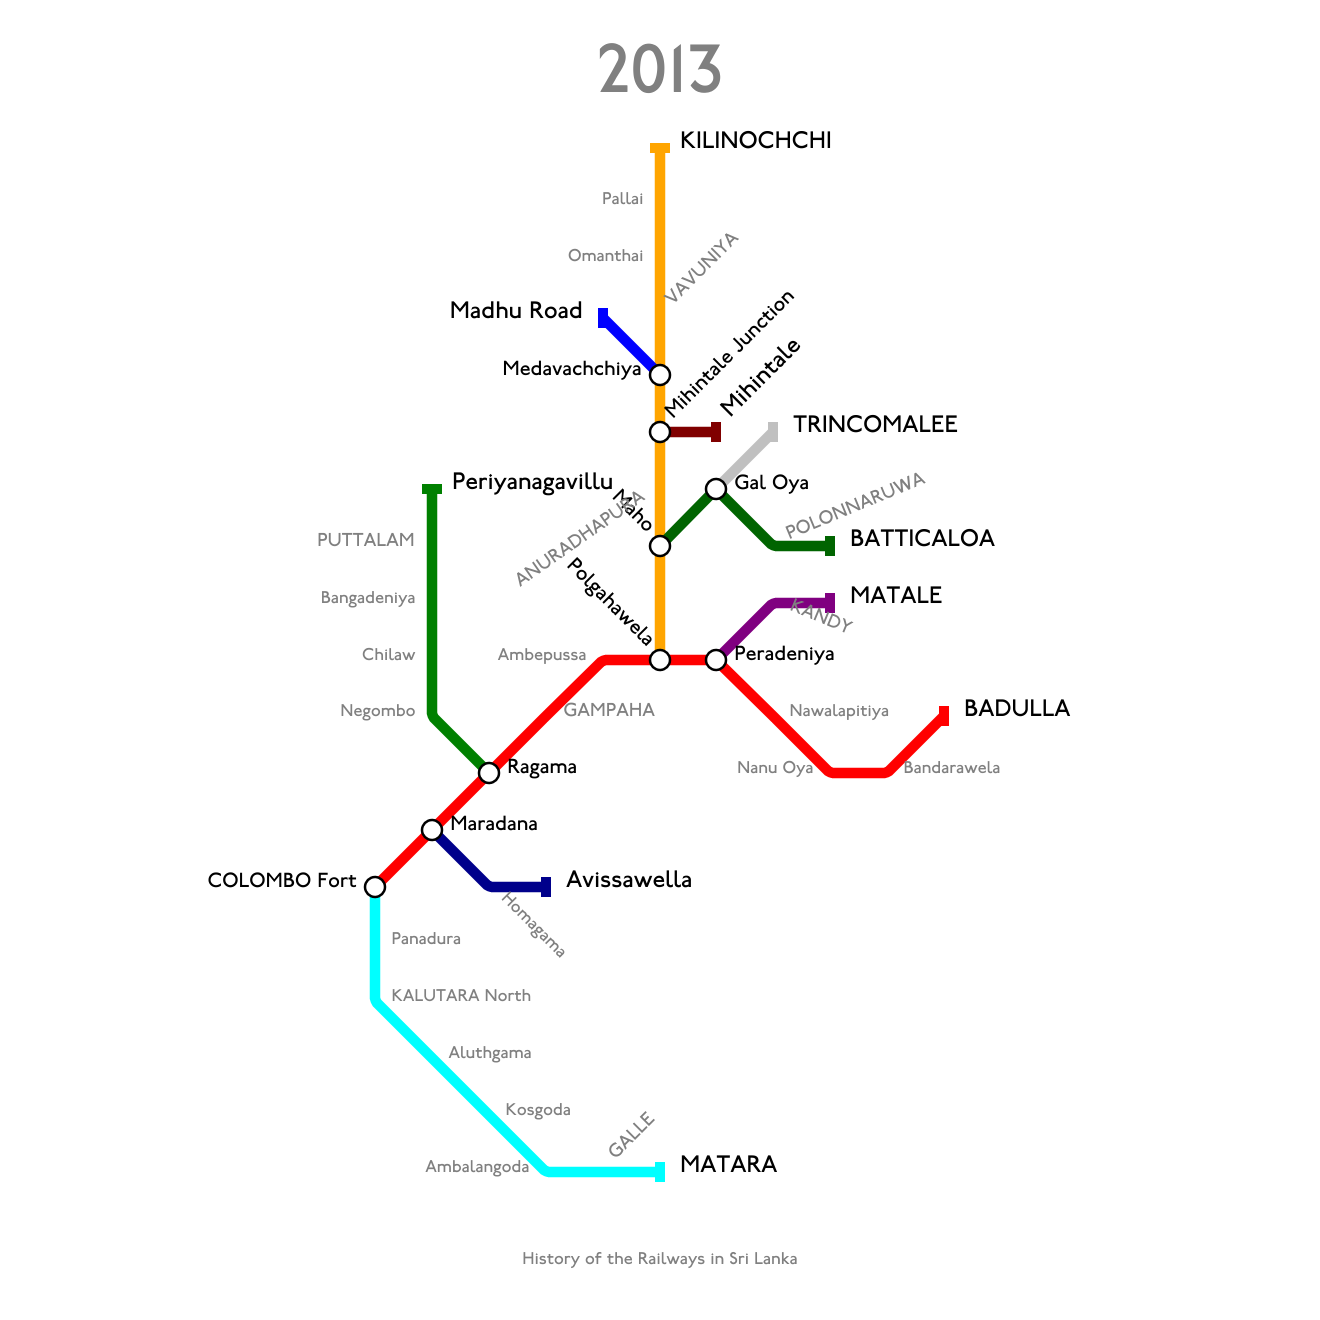 2013
KILINOCHCHI
Pallai
VAVUNIYA
Omanthai
Madhu Road
Mihintale Junction
Medavachchiya
Mihintale
TRINCOMALEE
Periyanagavillu
Gal Oya
Maho
ANURADHAPURA
POLONNARUWA
PUTTALAM
BATTICALOA
Polgahawela
Bangadeniya
MATALE
KANDY
Chilaw
Ambepussa
Peradeniya
Negombo
GAMPAHA
Nawalapitiya
BADULLA
Ragama
Nanu Oya
Bandarawela
Maradana
COLOMBO Fort
Avissawella
Homagama
Panadura
KALUTARA North
Aluthgama
Kosgoda
GALLE
Ambalangoda
MATARA
History of the Railways in Sri Lanka